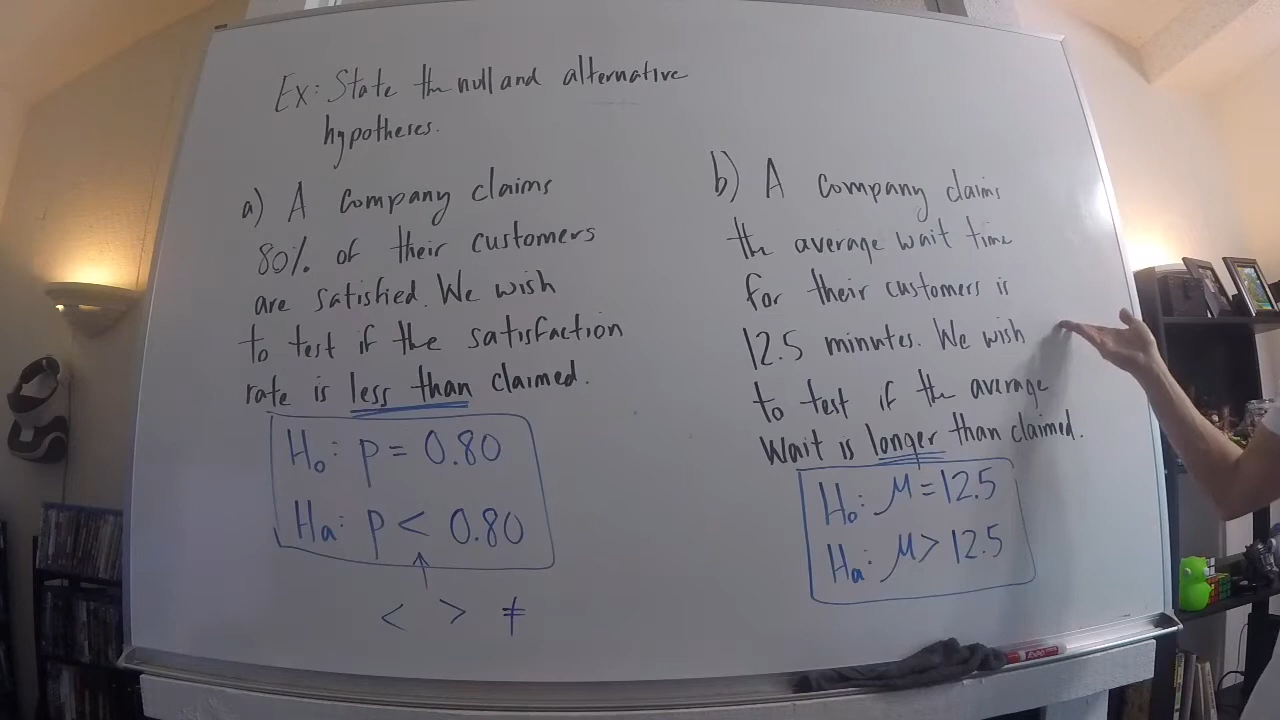 Ex: State the null and alternative
hypotheses.
a) A company claims
80% of their customers
are satisfied. We wish
to test if the satisfaction
rate is less than claimed.
H₀: p = 0.80
Ha: p < 0.80
< > ≠
b) A company claims
the average wait time
for their customers is
12.5 minutes. We wish
to test if the average
Wait is longer than claimed.
H₀: μ = 12.5
Ha: μ > 12.5
EXPO